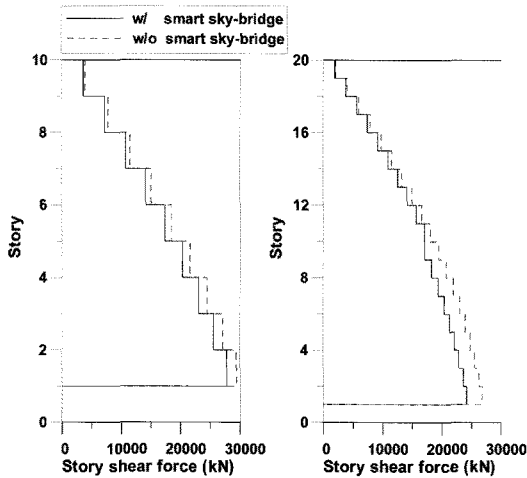 w/ smart sky-bridge
w/o smart sky-bridge
10
8
6
4
2
0
Story
0 10000 20000 30000
Story shear force (kN)
20
16
12
8
4
0
Story
0 10000 20000 30000
Story shear force (kN)